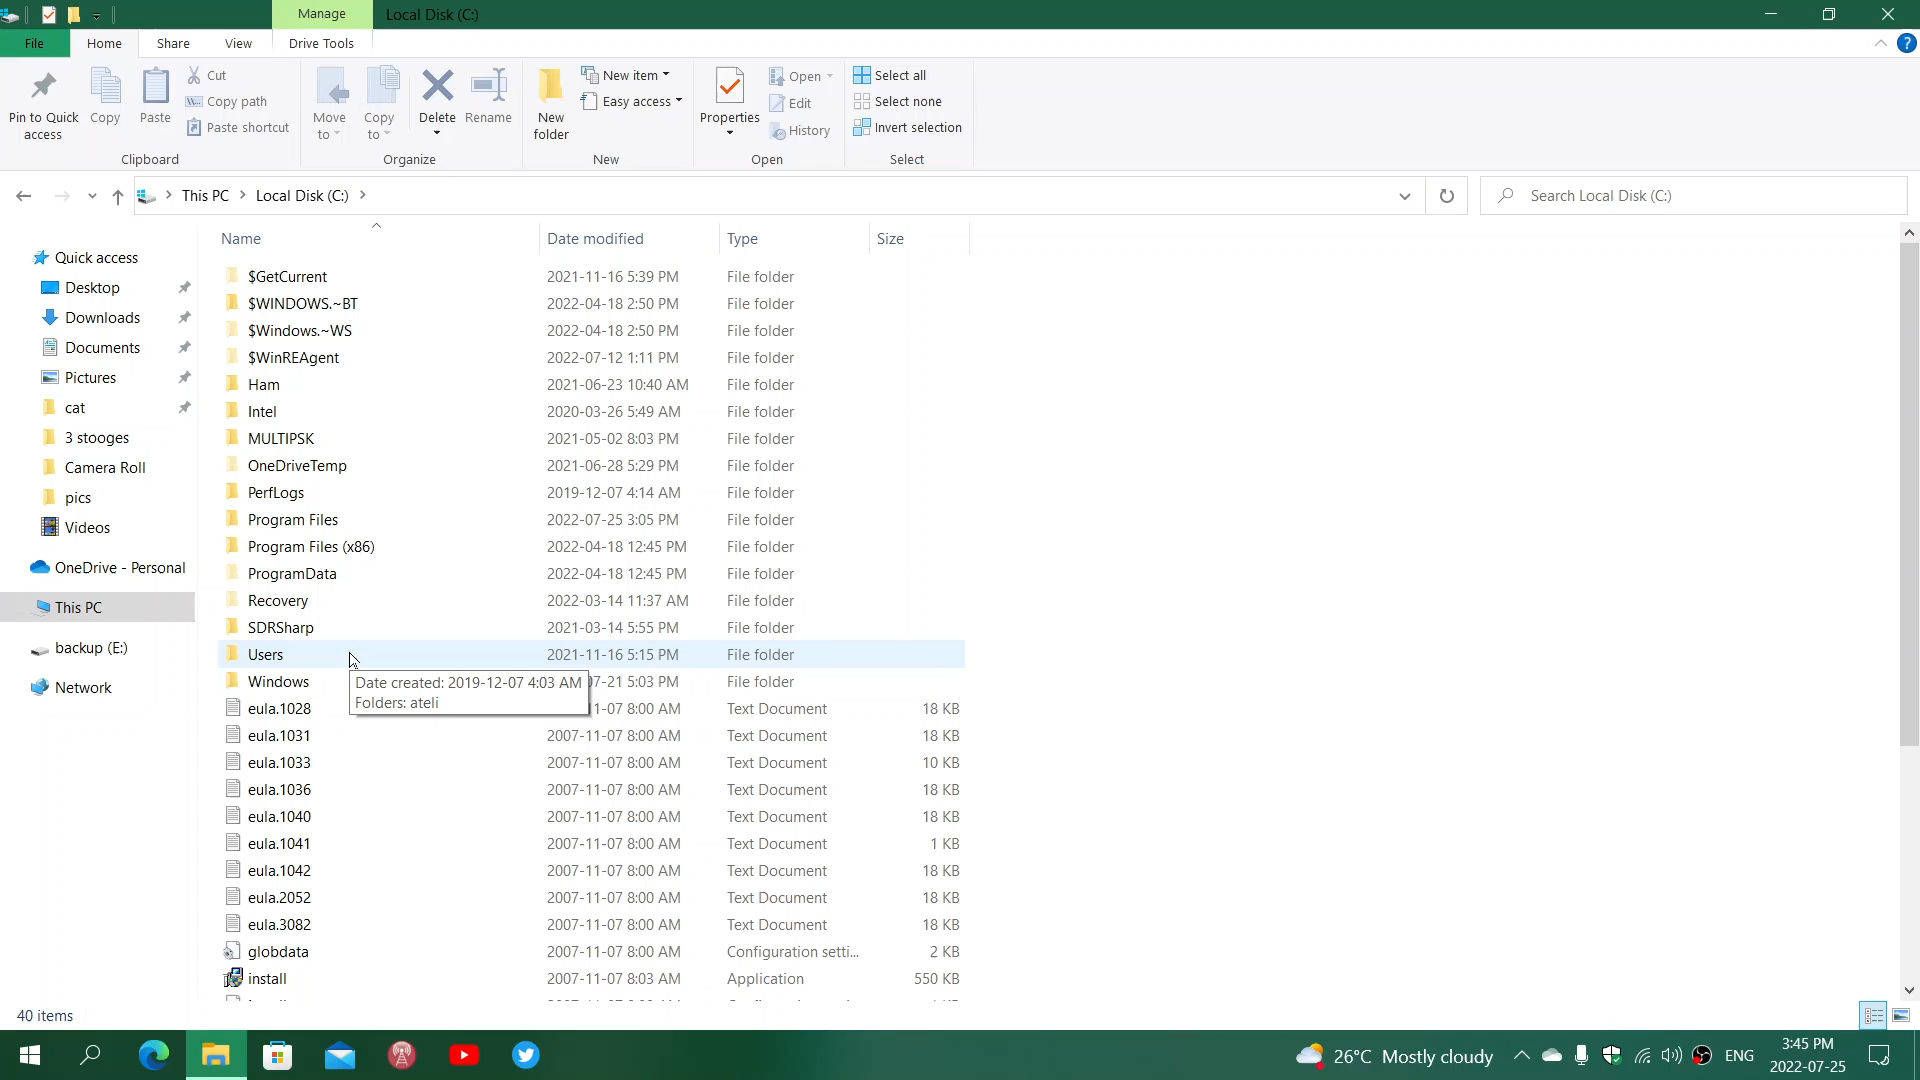 Manage
Local Disk (C:)
File
Home
Share
View
Drive Tools
Pin to Quick access
Copy
Paste
Cut
Copy path
Paste shortcut
Move to
Copy to
Delete
Rename
New folder
New item
Easy access
Properties
Open
Edit
History
Select all
Select none
Invert selection
Clipboard
Organize
New
Open
Select
This PC > Local Disk (C:) >
Search Local Disk (C:)
Quick access
Desktop
Downloads
Documents
Pictures
cat
3 stooges
Camera Roll
pics
Videos
OneDrive - Personal
This PC
backup (E:)
Network
Name Date modified Type Size
$GetCurrent 2021-11-16 5:39 PM File folder
$WINDOWS.~BT 2022-04-18 2:50 PM File folder
$Windows.~WS 2022-04-18 2:50 PM File folder
$WinREAgent 2022-07-12 1:11 PM File folder
Ham 2021-06-23 10:40 AM File folder
Intel 2020-03-26 5:49 AM File folder
MULTIPSK 2021-05-02 8:03 PM File folder
OneDriveTemp 2021-06-28 5:29 PM File folder
PerfLogs 2019-12-07 4:14 AM File folder
Program Files 2022-07-25 3:05 PM File folder
Program Files (x86) 2022-04-18 12:45 PM File folder
ProgramData 2022-04-18 12:45 PM File folder
Recovery 2022-03-14 11:37 AM File folder
SDRSharp 2021-03-14 5:55 PM File folder
Users 2021-11-16 5:15 PM File folder
Windows 07-21 5:03 PM File folder
Date created: 2019-12-07 4:03 AM
Folders: ateli
eula.1028 1-07 8:00 AM Text Document 18 KB
eula.1031 2007-11-07 8:00 AM Text Document 18 KB
eula.1033 2007-11-07 8:00 AM Text Document 10 KB
eula.1036 2007-11-07 8:00 AM Text Document 18 KB
eula.1040 2007-11-07 8:00 AM Text Document 18 KB
eula.1041 2007-11-07 8:00 AM Text Document 1 KB
eula.1042 2007-11-07 8:00 AM Text Document 18 KB
eula.2052 2007-11-07 8:00 AM Text Document 18 KB
eula.3082 2007-11-07 8:00 AM Text Document 18 KB
globdata 2007-11-07 8:00 AM Configuration setti... 2 KB
install 2007-11-07 8:03 AM Application 550 KB
40 items
26°C Mostly cloudy
ENG
3:45 PM
2022-07-25